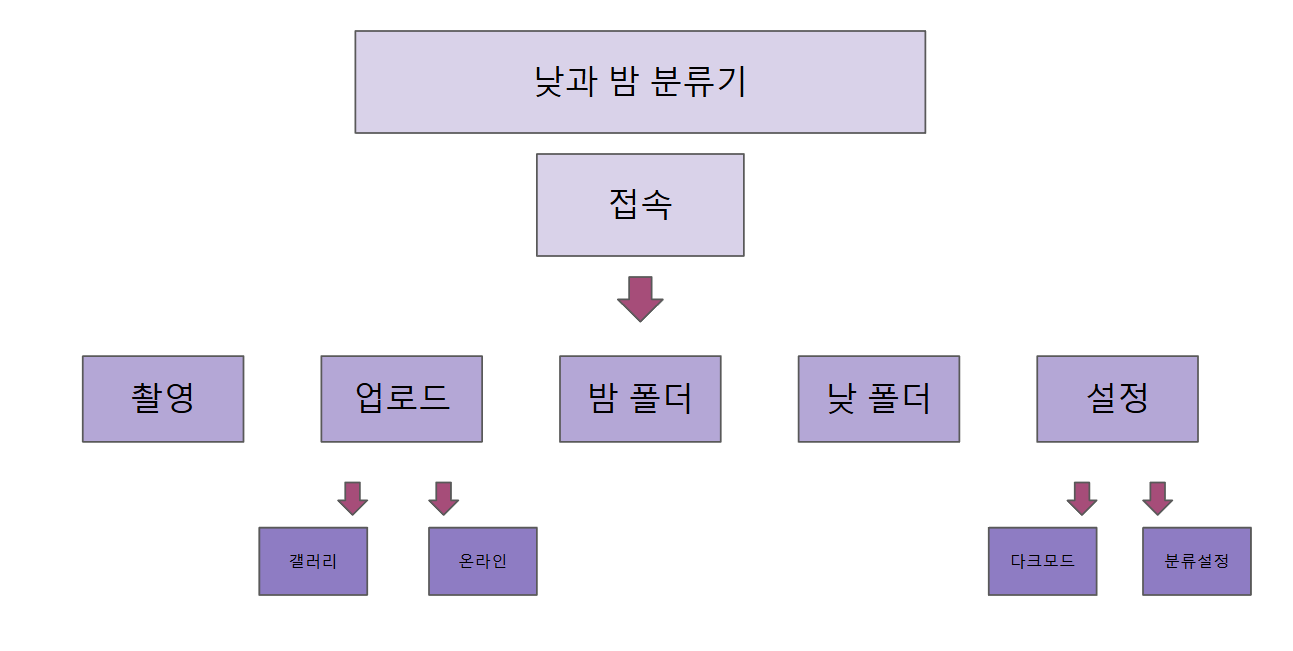 낮과 밤 분류기
접속
촬영
업로드
밤 폴더
낮 폴더
설정
갤러리
온라인
다크모드
분류설정